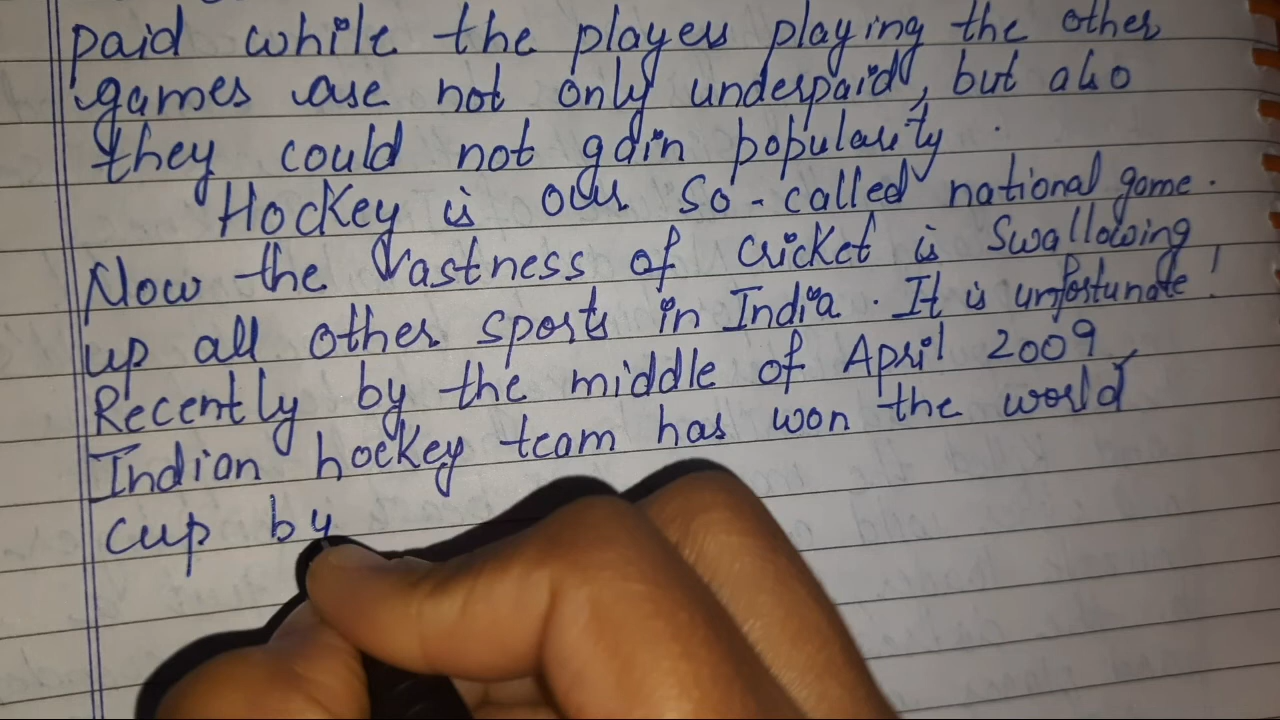 paid while the players playing the other
games are not only underpaid, but also
they could not gain popularity.
Hockey is our so-called national game.
Now the vastness of cricket is swallowing
up all other sports in India. It is unfortunate!
Recently by the middle of April 2009
Indian hockey team has won the world
cup by